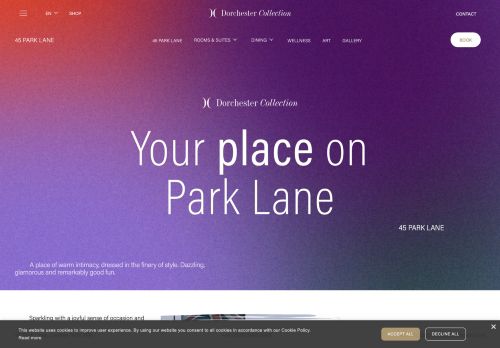 EN SHOP Dorchester Collection CONTACT
45 PARK LANE 45 PARK LANE ROOMS & SUITES DINING WELLNESS ART GALLERY BOOK
Dorchester Collection
Your place on
Park Lane
45 PARK LANE
A place of warm intimacy, dressed in the finery of style. Dazzling,
glamorous and remarkably good fun.
Sparkling with a joyful sense of occasion and
This website uses cookies to improve user experience. By using our website you consent to all cookies in accordance with our Cookie Policy.
Read more
ACCEPT ALL
DECLINE ALL